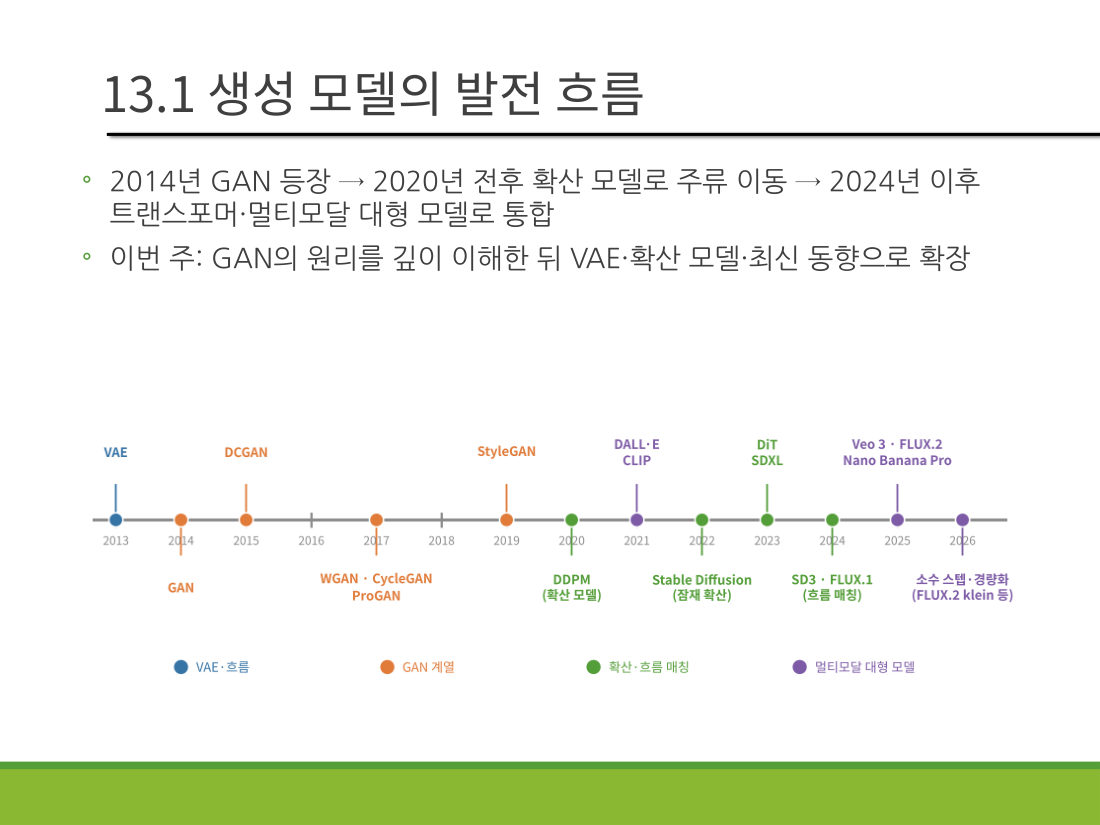 13.1 생성 모델의 발전 흐름
2014년 GAN 등장 → 2020년 전후 확산 모델로 주류 이동 → 2024년 이후
트랜스포머·멀티모달 대형 모델로 통합
이번 주: GAN의 원리를 깊이 이해한 뒤 VAE·확산 모델·최신 동향으로 확장
VAE
DCGAN
StyleGAN
DALL·E
CLIP
DiT
SDXL
Veo 3 · FLUX.2
Nano Banana Pro
2013 2014 2015 2016 2017 2018 2019 2020 2021 2022 2023 2024 2025 2026
GAN
WGAN · CycleGAN
ProGAN
DDPM
(확산 모델)
Stable Diffusion
(잠재 확산)
SD3 · FLUX.1
(흐름 매칭)
소수 스텝·경량화
(FLUX.2 klein 등)
VAE·흐름
GAN 계열
확산·흐름 매칭
멀티모달 대형 모델